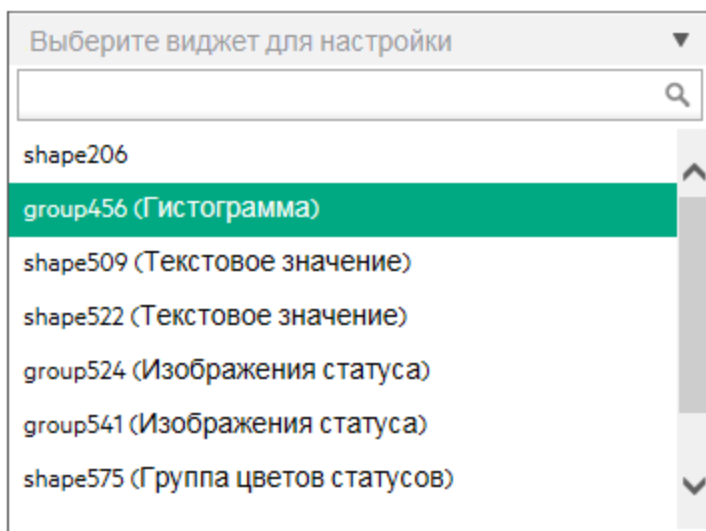 Выберите виджет для настройки
shape206
group456 (Гистограмма)
shape509 (Текстовое значение)
shape522 (Текстовое значение)
group524 (Изображения статуса)
group541 (Изображения статуса)
shape575 (Группа цветов статусов)